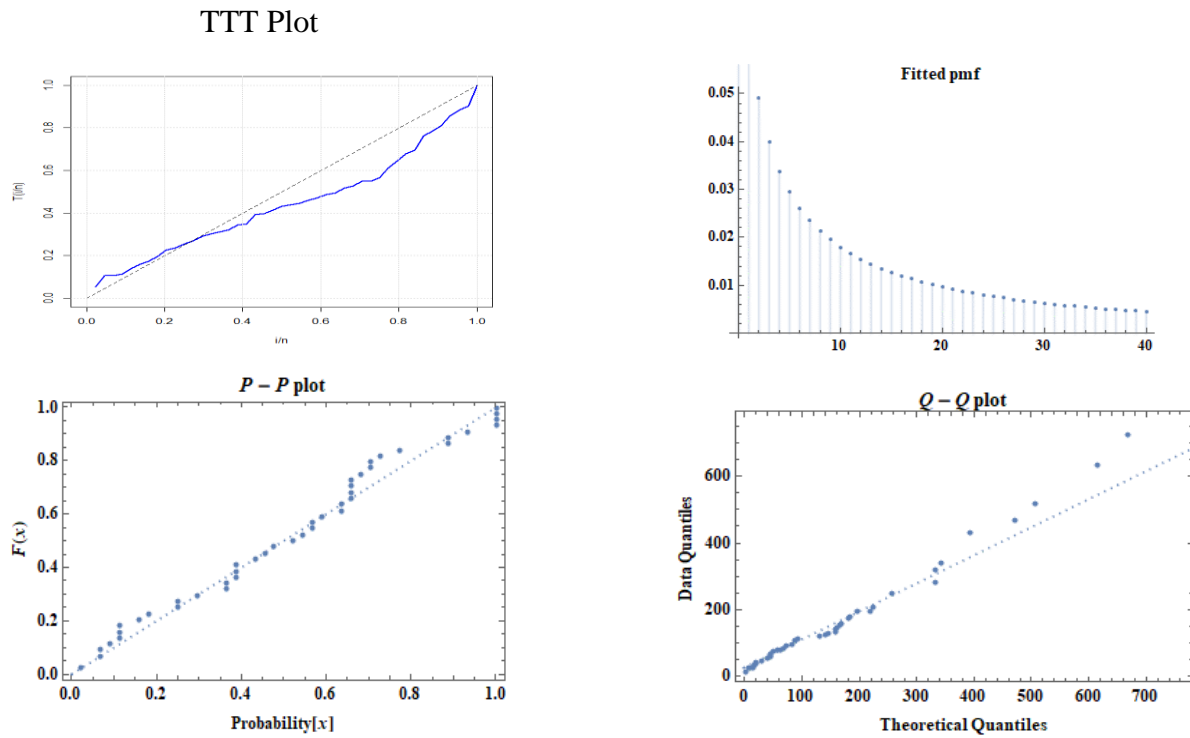 TTT Plot
T(i/n)
1.0
0.8
0.6
0.4
0.2
0.0
0.0 0.2 0.4 0.6 0.8 1.0
i/n
Fitted pmf
0.05
0.04
0.03
0.02
0.01
10 20 30 40
P – P plot
F(x)
1.0
0.8
0.6
0.4
0.2
0.0
0.0 0.2 0.4 0.6 0.8 1.0
Probability[x]
Q – Q plot
Data Quantiles
600
400
200
0
0 100 200 300 400 500 600 700
Theoretical Quantiles